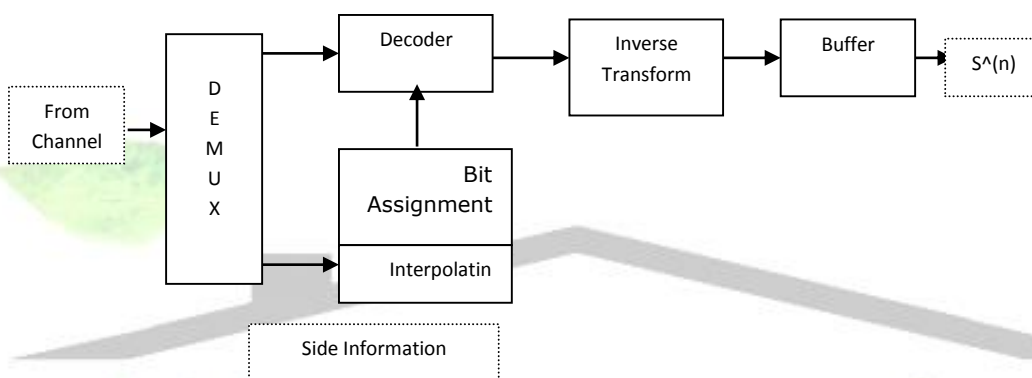 From
Channel
D
E
M
U
X
Decoder
Bit
Assignment
Interpolatin
Side Information
Inverse
Transform
Buffer
S^(n)